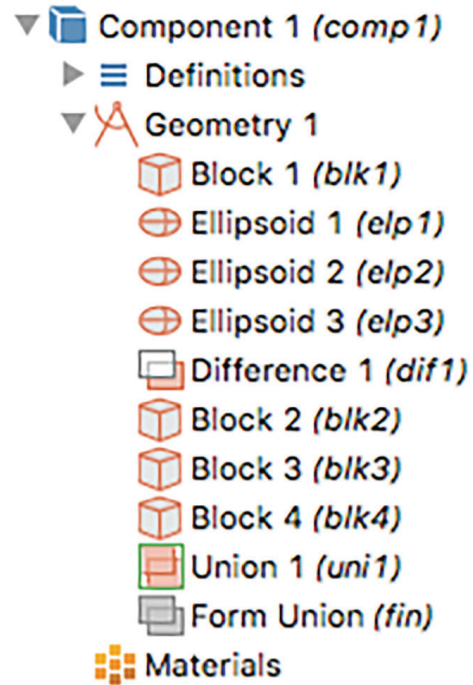 Component 1 (comp1)
Definitions
Geometry 1
Block 1 (blk1)
Ellipsoid 1 (elp1)
Ellipsoid 2 (elp2)
Ellipsoid 3 (elp3)
Difference 1 (dif1)
Block 2 (blk2)
Block 3 (blk3)
Block 4 (blk4)
Union 1 (uni1)
Form Union (fin)
Materials